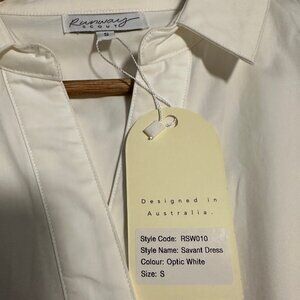 Runway
SCOUT
S
Designed in
Australia.
Style Code: RSW010
Style Name: Savant Dress
Colour: Optic White
Size: S